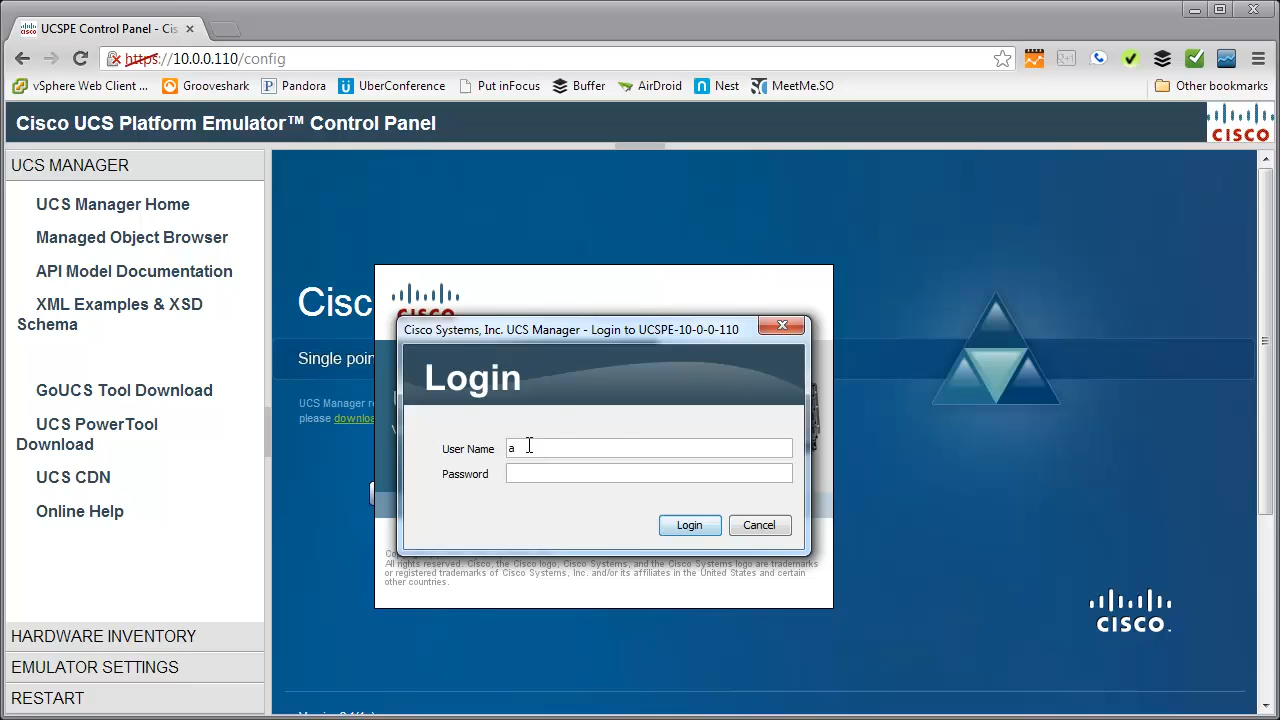 UCSPE Control Panel - Cis
https://10.0.0.110/config
vSphere Web Client ... Grooveshark Pandora UberConference Put inFocus Buffer AirDroid Nest MeetMe.SO Other bookmarks
Cisco UCS Platform Emulator™ Control Panel
CISCO
UCS MANAGER
UCS Manager Home
Managed Object Browser
API Model Documentation
XML Examples & XSD
Schema
GoUCS Tool Download
UCS PowerTool
Download
UCS CDN
Online Help
HARDWARE INVENTORY
EMULATOR SETTINGS
RESTART
Cisc
Single poin
UCS Manager re
please downloa
CISCO
Cisco Systems, Inc. UCS Manager - Login to UCSPE-10-0-0-110
Login
User Name a
Password
Login Cancel
All rights reserved. Cisco, the Cisco logo, Cisco Systems, and the Cisco Systems logo are trademarks
or registered trademarks of Cisco Systems, Inc. and/or its affiliates in the United States and certain
other countries.
CISCO.